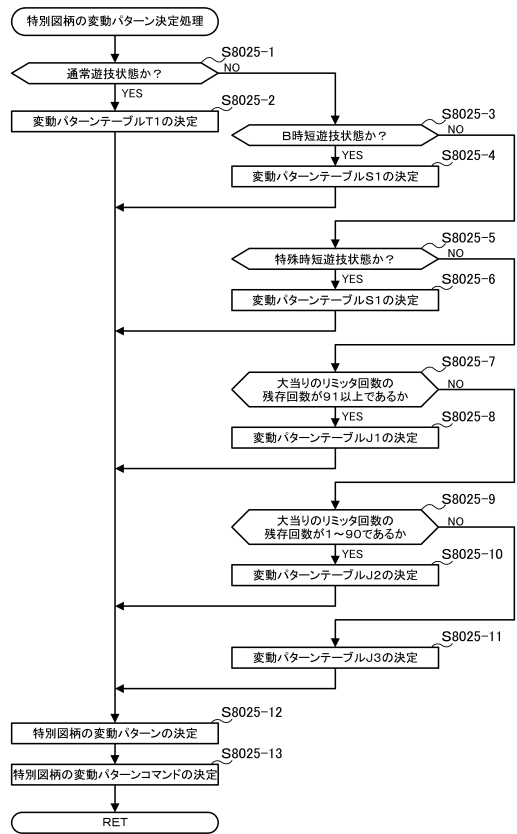 特別図柄の変動パターン決定処理
S8025-1
通常遊技状態か？
NO
YES
S8025-2
変動パターンテーブルT1の決定
S8025-3
B時短遊技状態か？
NO
YES
S8025-4
変動パターンテーブルS1の決定
S8025-5
特殊時短遊技状態か？
NO
YES
S8025-6
変動パターンテーブルS1の決定
S8025-7
大当りのリミッタ回数の
残存回数が91以上であるか
NO
YES
S8025-8
変動パターンテーブルJ1の決定
S8025-9
大当りのリミッタ回数の
残存回数が1～90であるか
NO
YES
S8025-10
変動パターンテーブルJ2の決定
S8025-11
変動パターンテーブルJ3の決定
S8025-12
特別図柄の変動パターンの決定
S8025-13
特別図柄の変動パターンコマンドの決定
RET